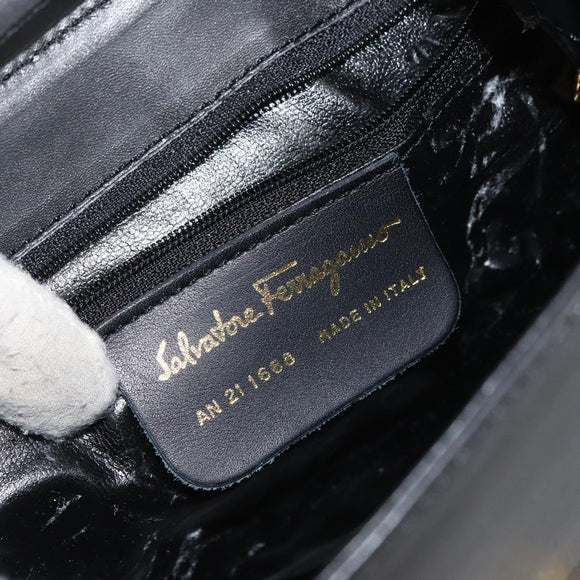 Salvatore Ferragamo
AN 21 1668 MADE IN ITALY